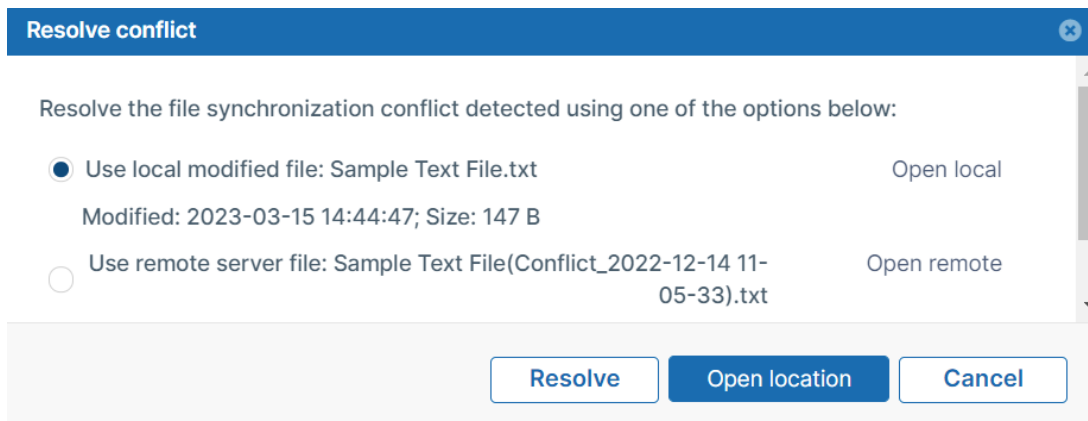 Resolve conflict
Resolve the file synchronization conflict detected using one of the options below:
Use local modified file: Sample Text File.txt
Open local
Modified: 2023-03-15 14:44:47; Size: 147 B
Use remote server file: Sample Text File(Conflict_2022-12-14 11-
05-33).txt
Open remote
Resolve
Open location
Cancel